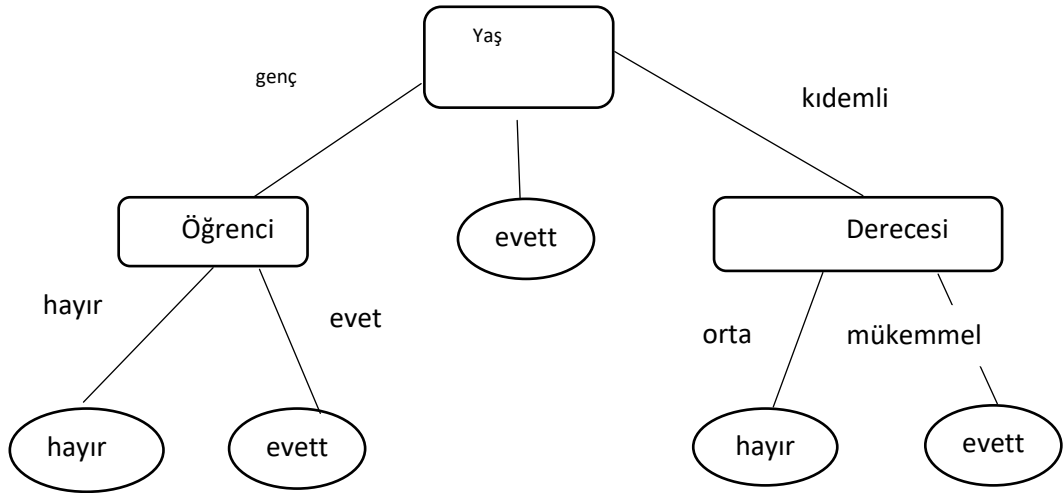 Yaş
genç
kıdemli
Öğrenci
evett
Derecesi
hayır
evet
orta
mükemmel
hayır
evett
hayır
evett